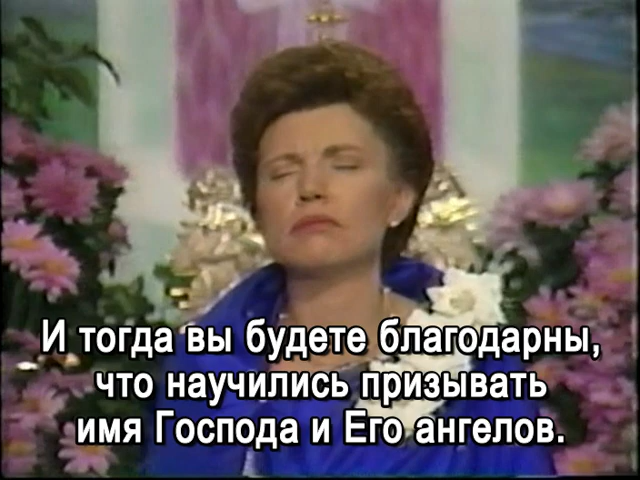 И тогда вы будете благодарны,
что научились призывать
имя Господа и Его ангелов.